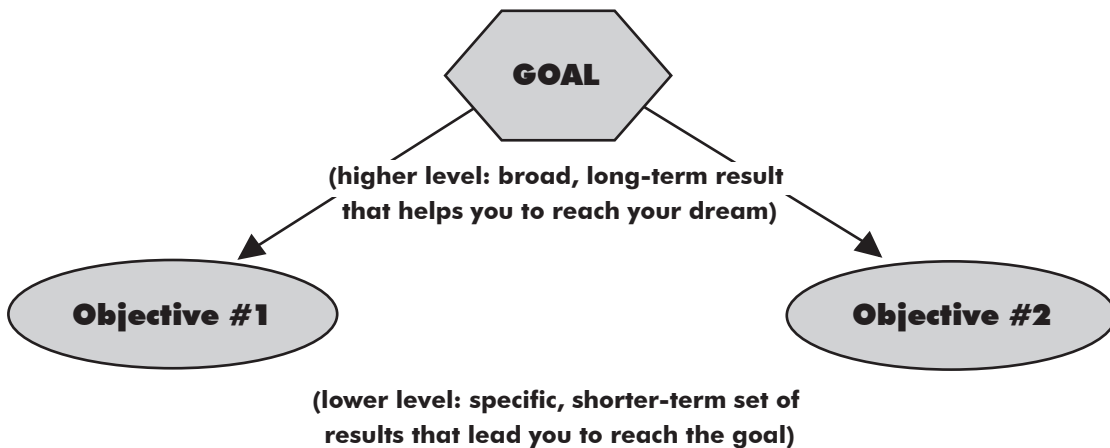 GOAL
(higher level: broad, long-term result
that helps you to reach your dream)
Objective #1
Objective #2
(lower level: specific, shorter-term set of
results that lead you to reach the goal)